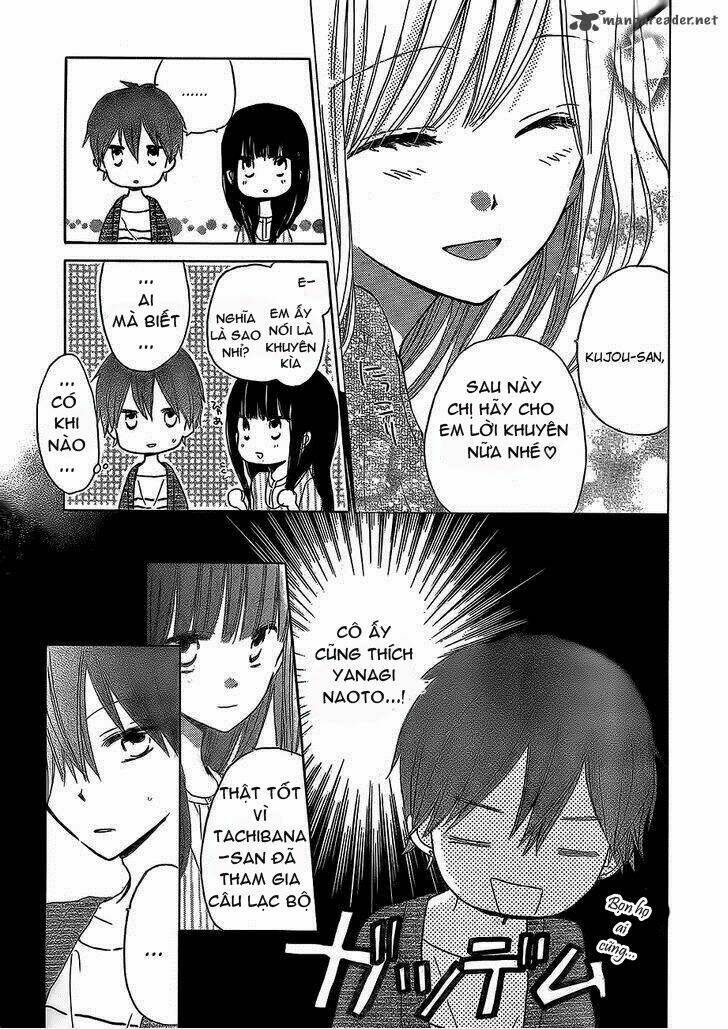 mangareader.net
KUJOU-SAN,
SAU NÀY
CHỊ HÃY CHO
EM LỜI KHUYÊN
NỮA NHÉ♡
......
E-
EM ẤY
NÓI LÀ
KHUYÊN
KÌA
NGHĨA
LÀ SAO
NHỈ?
...
AI
MÀ BIẾT
...
...
CÓ KHI
NÀO
...
CÔ ẤY
CŨNG THÍCH
YANAGI
NAOTO...!
Bọn họ
ai
cũng...
ガッデム
THẬT TỐT
VÌ
TACHIBANA
-SAN ĐÃ
THAM GIA
CÂU LẠC BỘ
...